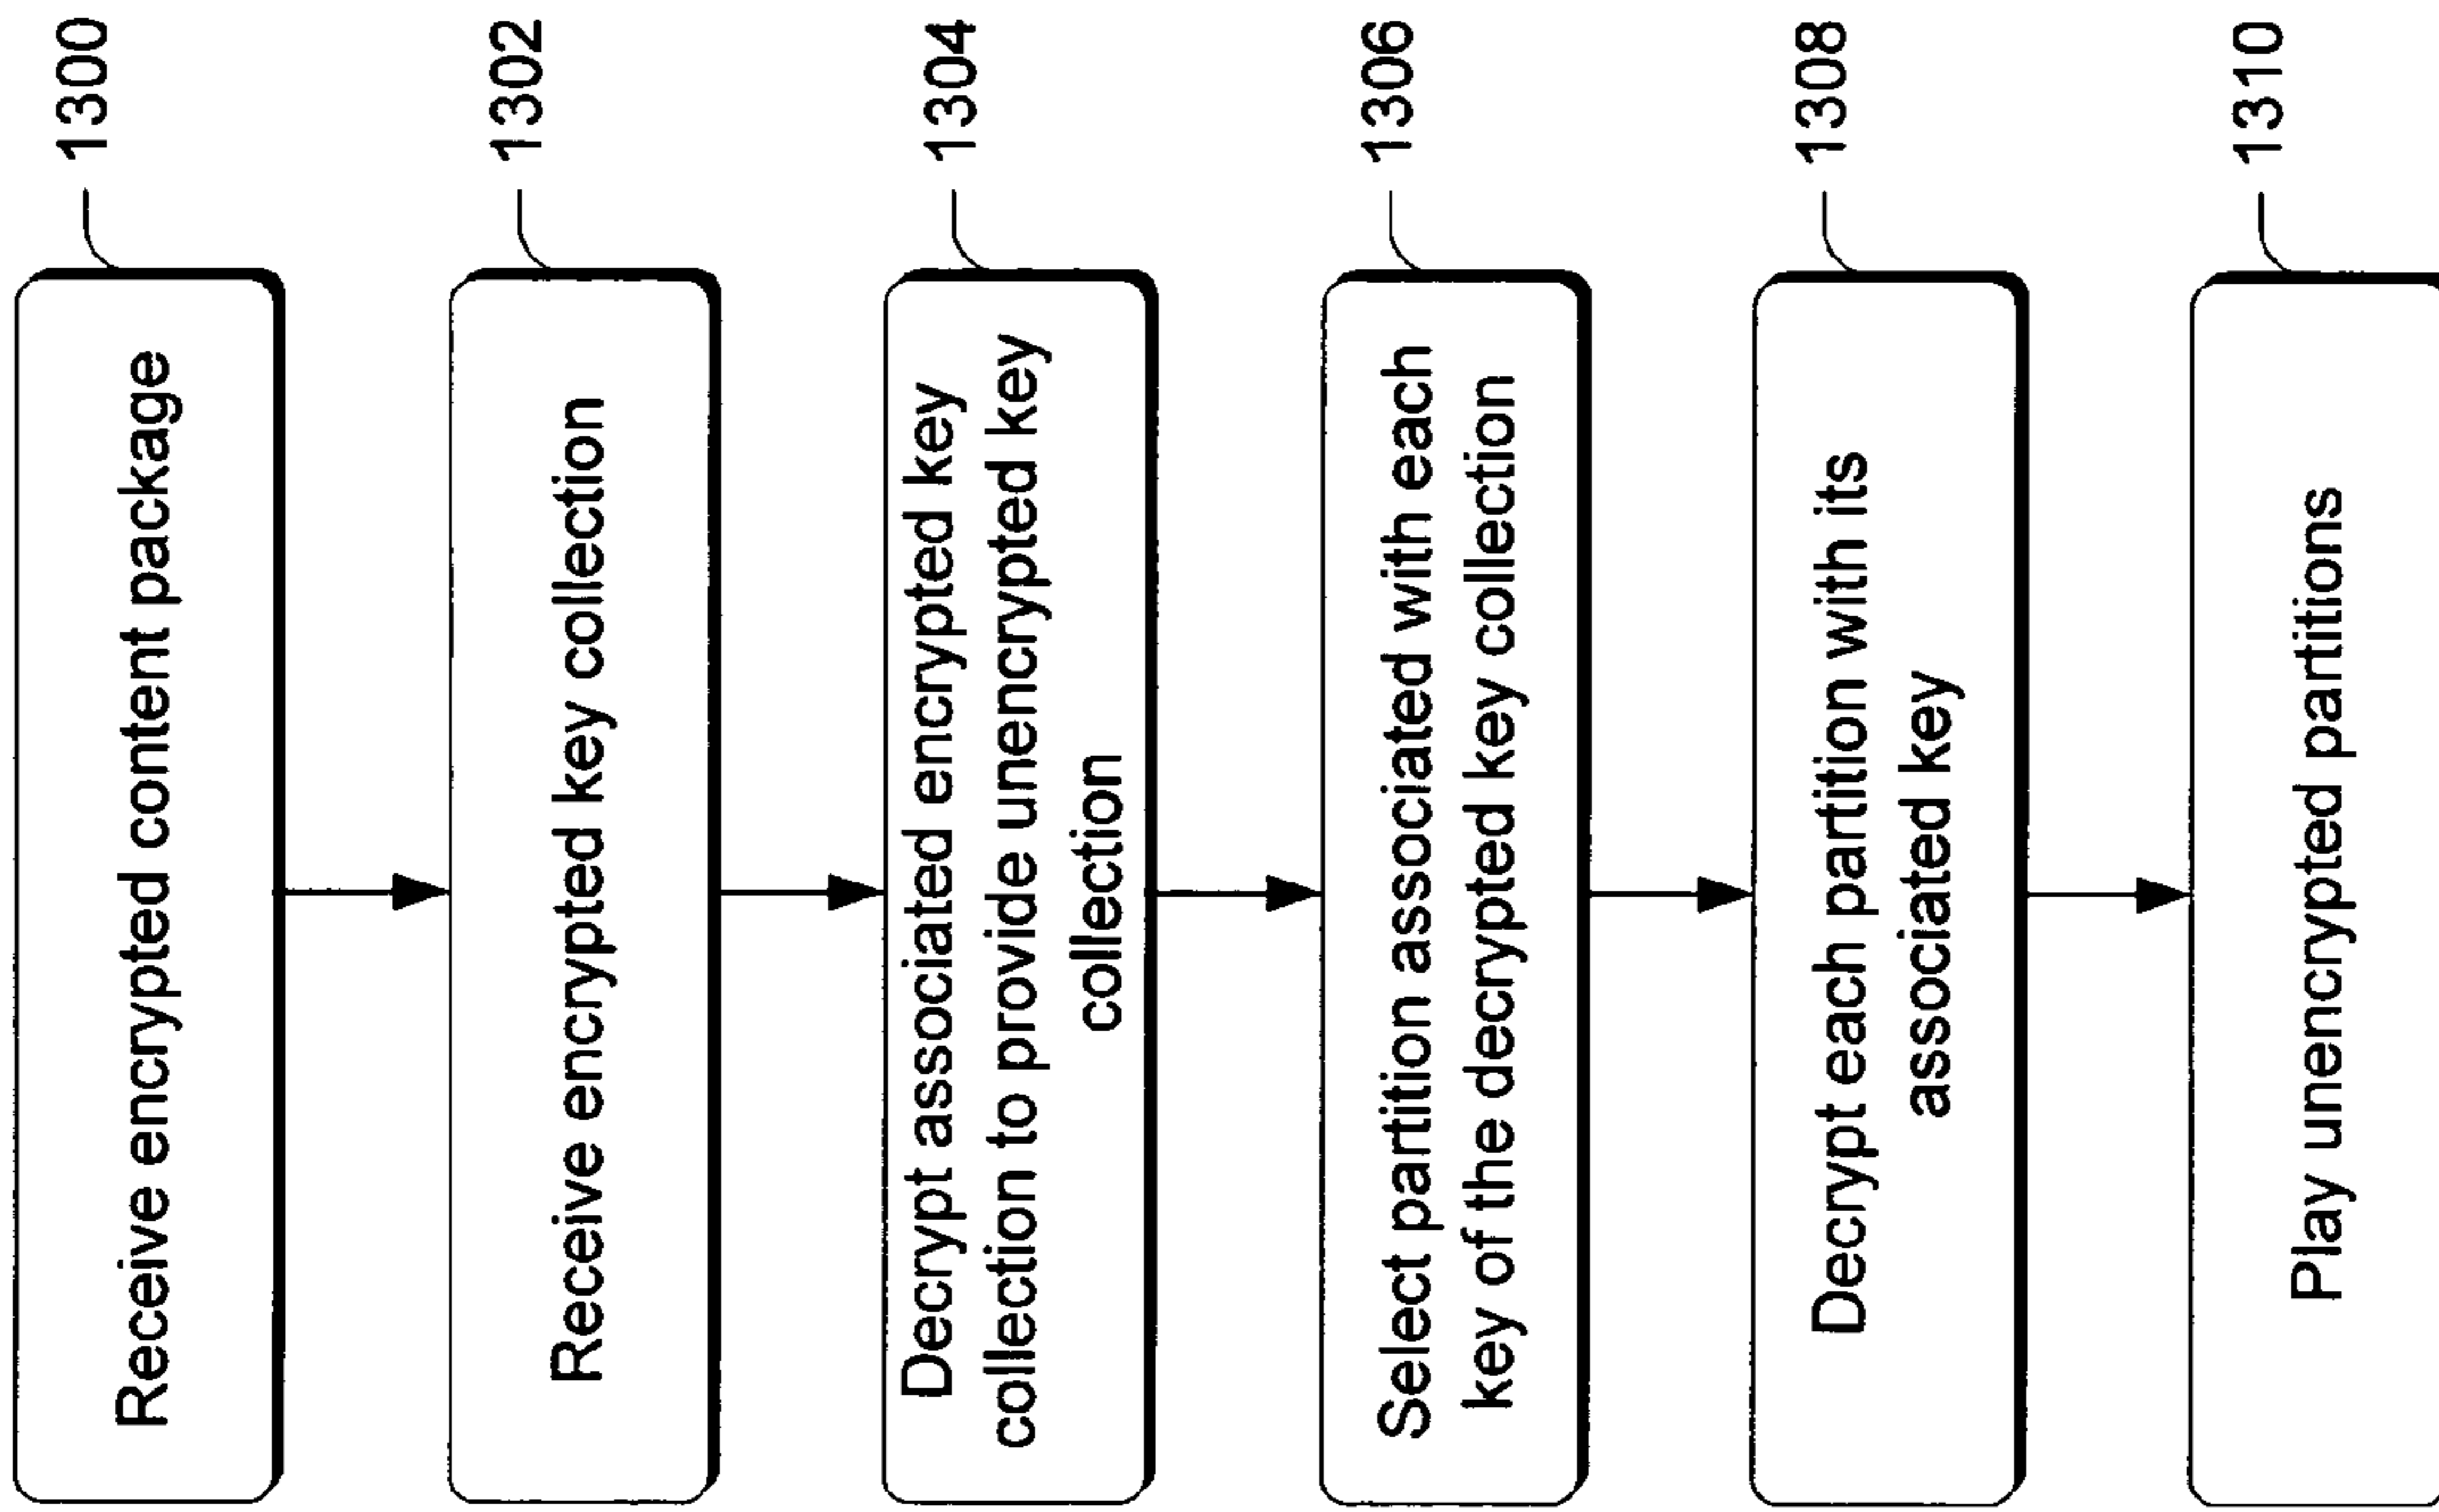 1300
Receive encrypted content package
1302
Receive encrypted key collection
1304
Decrypt associated encrypted key
collection to provide unencrypted key
collection
1306
Select partition associated with each
key of the decrypted key collection
1308
Decrypt each partition with its
associated key
1310
Play unencrypted partitions